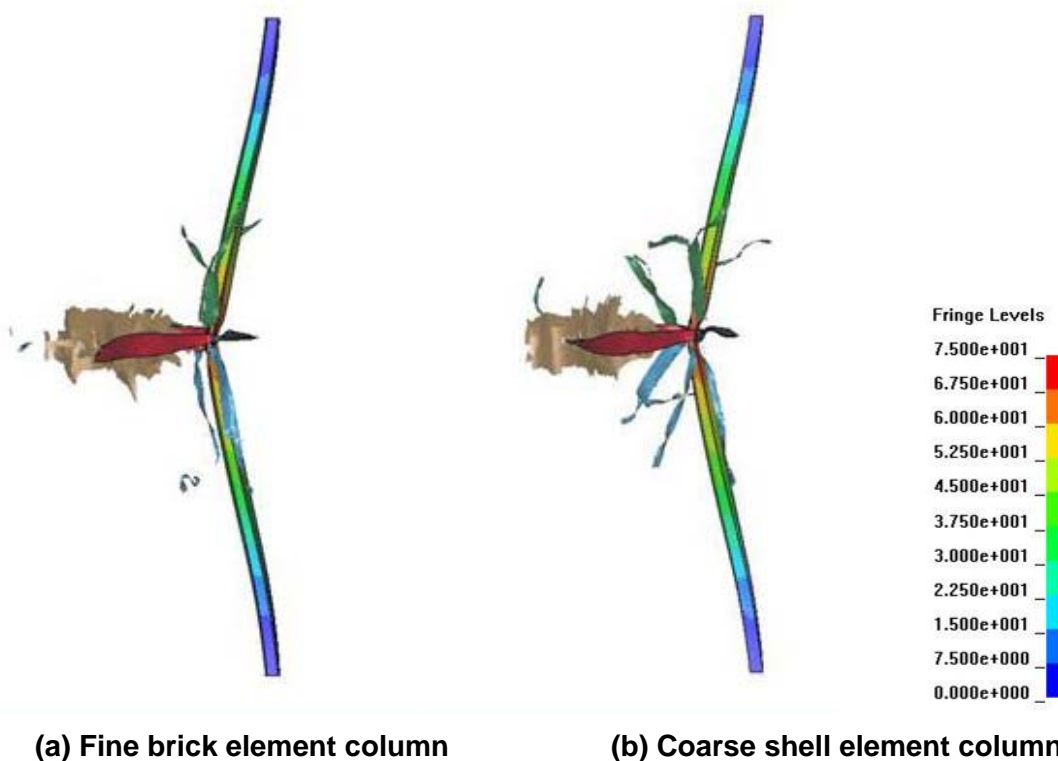 Fringe Levels
7.500e+001
6.750e+001
6.000e+001
5.250e+001
4.500e+001
3.750e+001
3.000e+001
2.250e+001
1.500e+001
7.500e+000
0.000e+000
(a) Fine brick element column
(b) Coarse shell element column